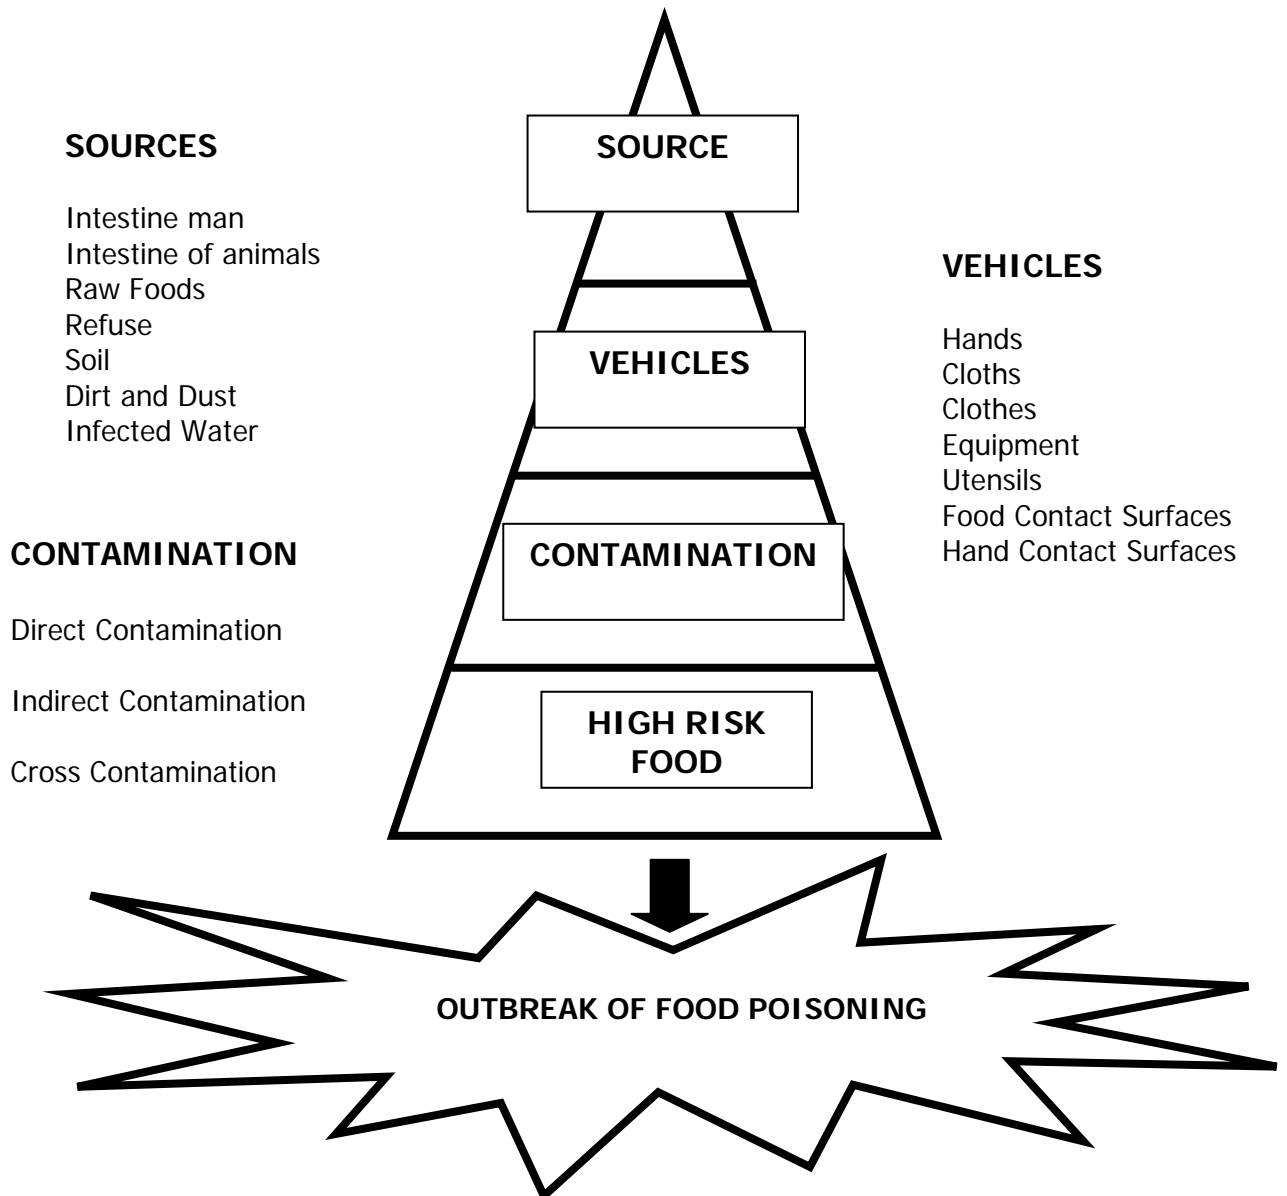 SOURCE
SOURCES
Intestine man
Intestine of animals
Raw Foods
Refuse
Soil
Dirt and Dust
Infected Water
VEHICLES
VEHICLES
Hands
Cloths
Clothes
Equipment
Utensils
Food Contact Surfaces
Hand Contact Surfaces
CONTAMINATION
CONTAMINATION
Direct Contamination
Indirect Contamination
Cross Contamination
HIGH RISK
FOOD
OUTBREAK OF FOOD POISONING